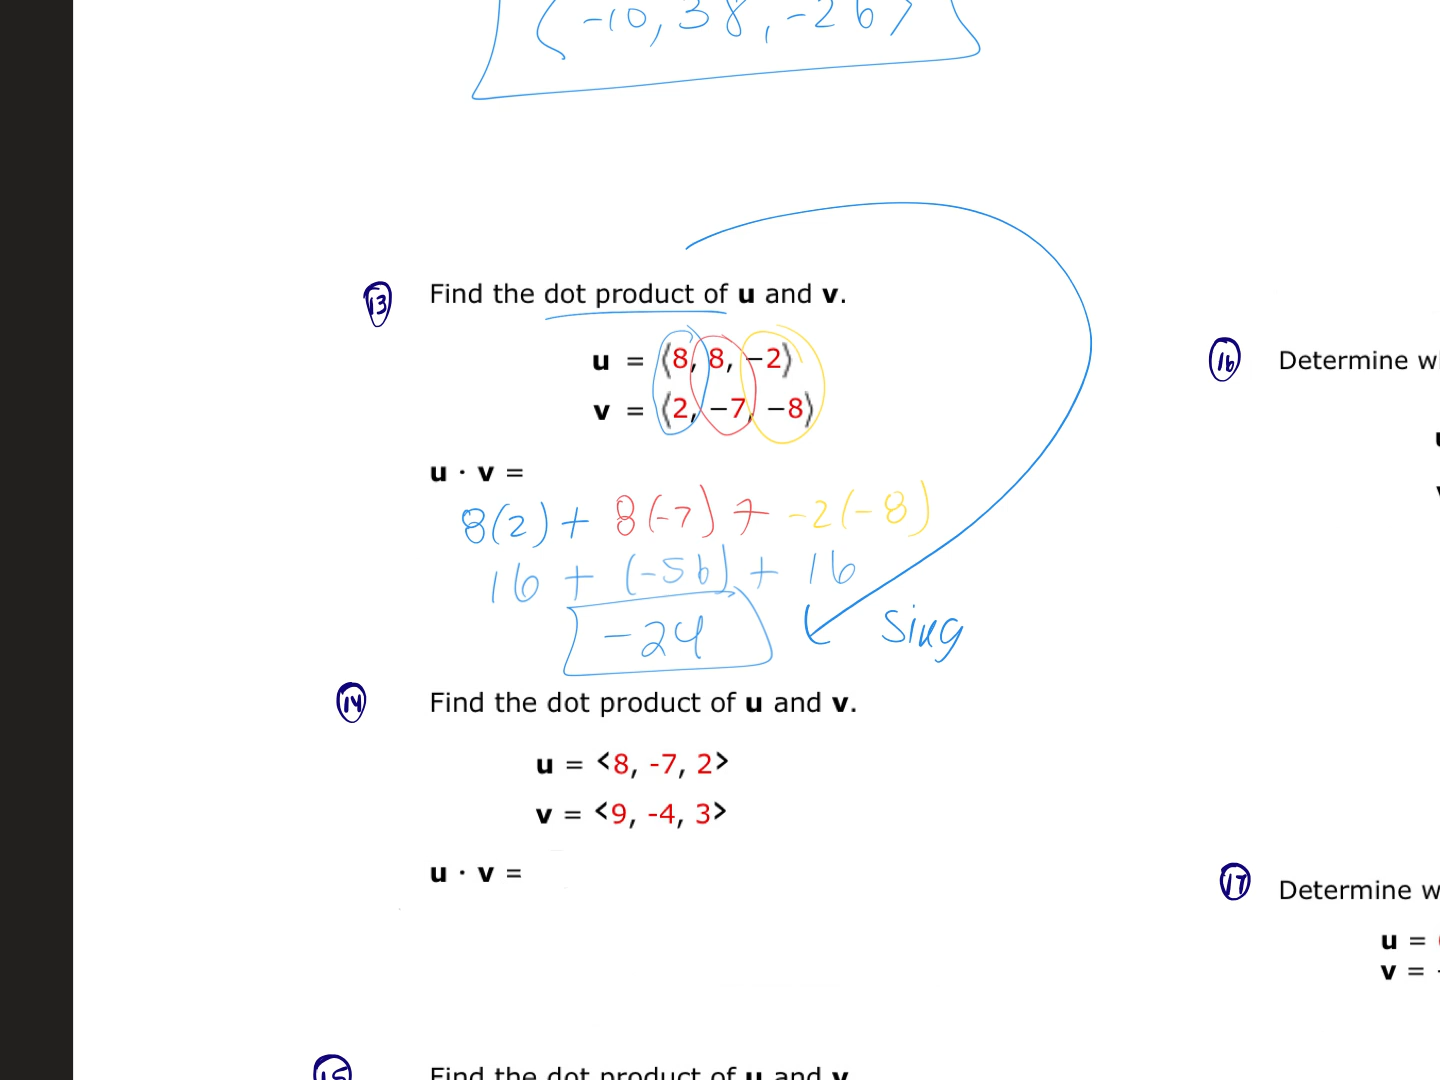 ⟨-10, 38, -26⟩
13 Find the dot product of u and v.
u = ⟨8, 8, −2⟩
v = ⟨2, −7, −8⟩
u · v =
8(2) + 8(-7) + -2(-8)
16 + (-56) + 16
-24
14 Find the dot product of u and v.
u = <8, -7, 2>
v = <9, -4, 3>
u · v =
15 Find the dot product of u and v
16 Determine w
u
v
17 Determine w
u =
v = -